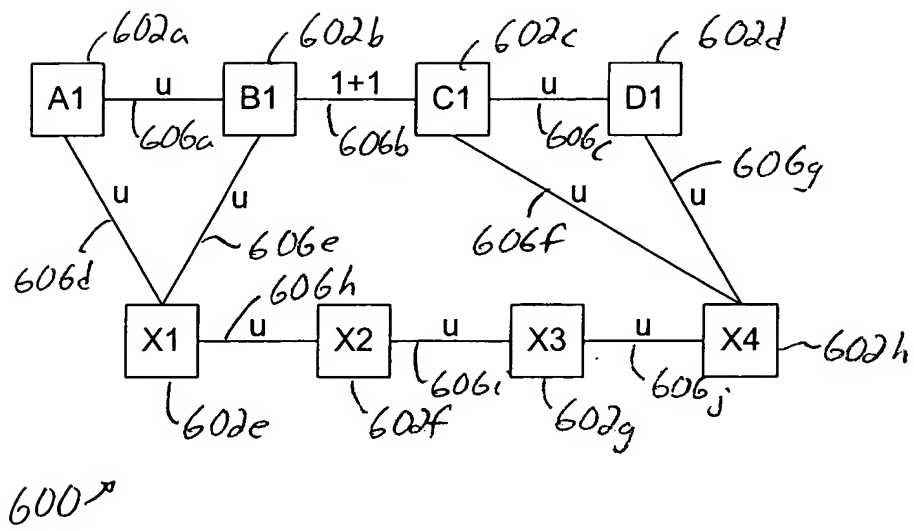 602a 602b 602c 602d
A1 u B1 1+1 C1 u D1
606a 606b 606c 606g
u u u u
606d 606e 606f
606h
X1 u X2 u X3 u X4
606i 606j 602h
602e 602f 602g
600